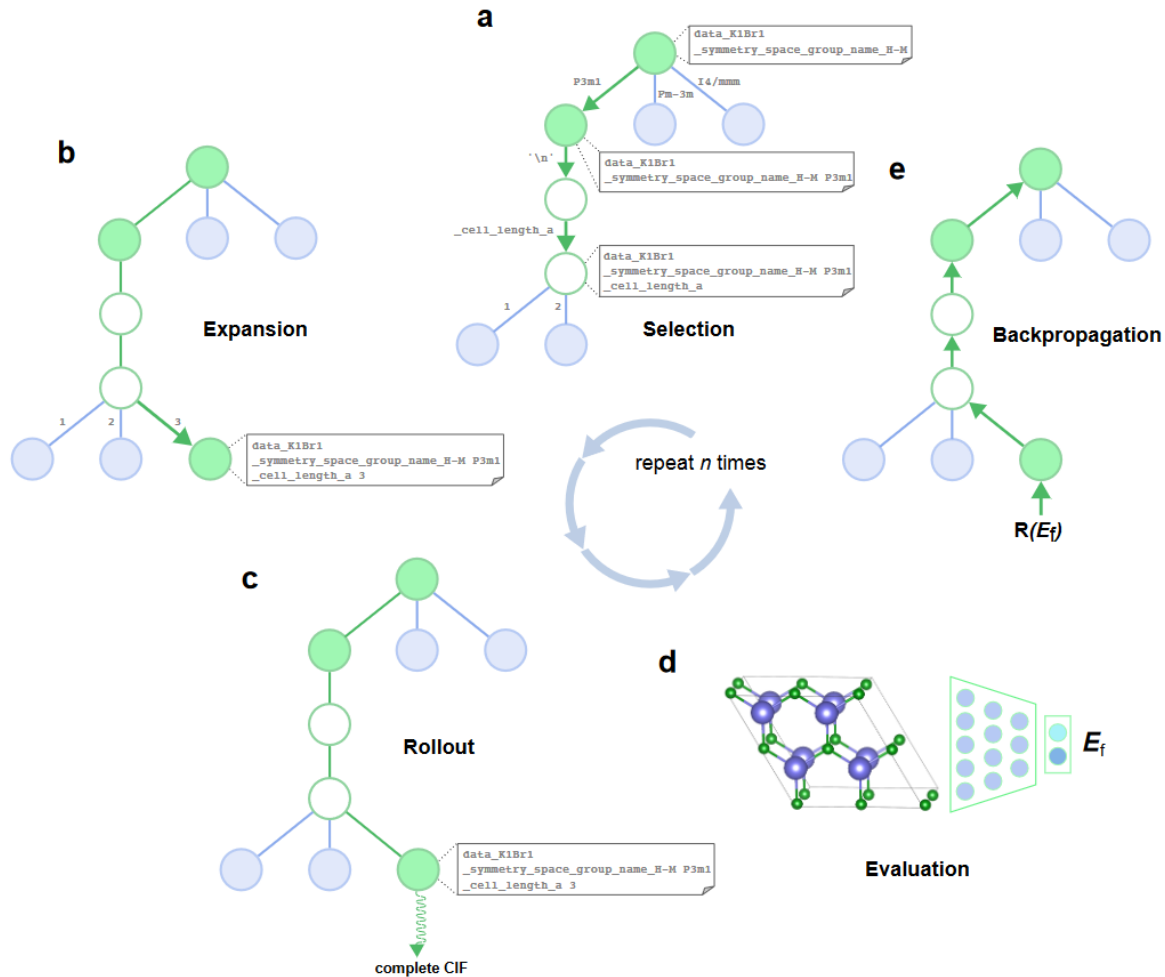 a
data_K1Br1
_symmetry_space_group_name_H-M
P3m1
Fm-3m
I4/mmm
'\n'
data_K1Br1
_symmetry_space_group_name_H-M P3m1
_cell_length_a
data_K1Br1
_symmetry_space_group_name_H-M P3m1
_cell_length_a
1
2
Selection
b
Expansion
1
2
3
data_K1Br1
_symmetry_space_group_name_H-M P3m1
_cell_length_a 3
e
Backpropagation
R(Ef)
repeat n times
c
Rollout
data_K1Br1
_symmetry_space_group_name_H-M P3m1
_cell_length_a 3
complete CIF
d
Ef
Evaluation